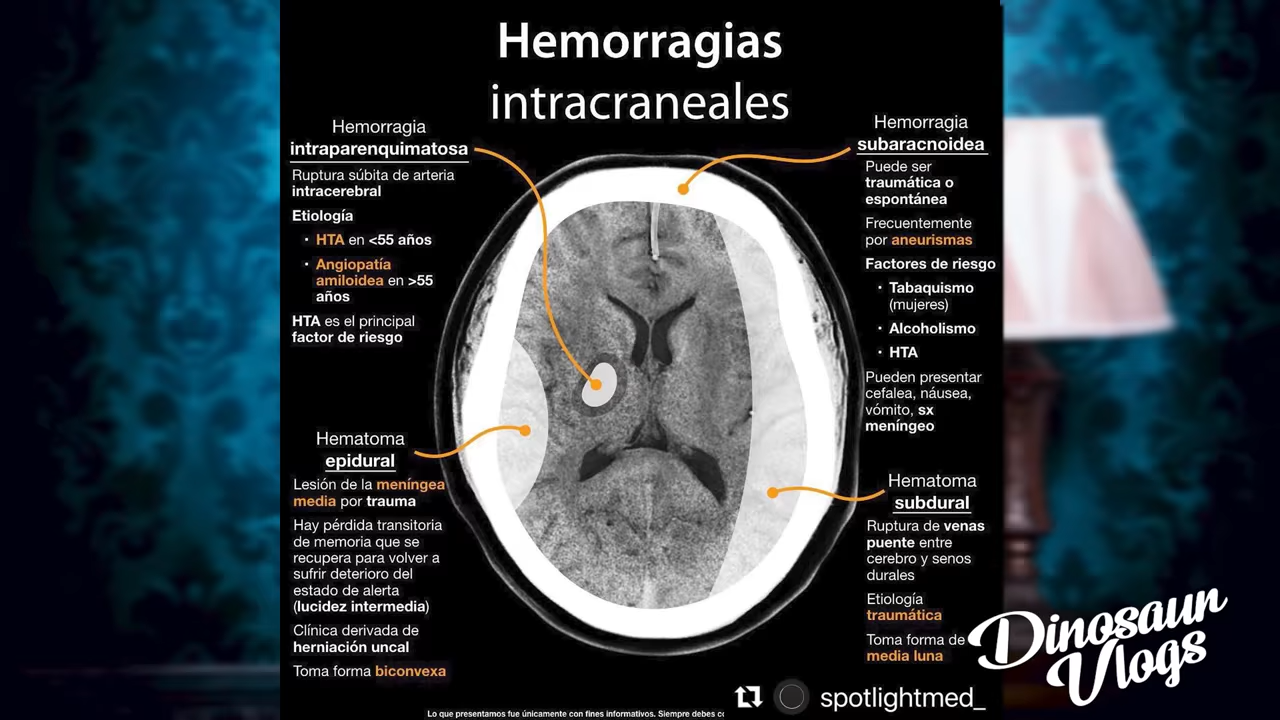 Hemorragias
intracraneales
Hemorragia
intraparenquimatosa
Ruptura súbita de arteria
intracerebral
Etiología
· HTA en <55 años
· Angiopatía
amiloidea en >55
años
HTA es el principal
factor de riesgo
Hematoma
epidural
Lesión de la meníngea
media por trauma
Hay pérdida transitoria
de memoria que se
recupera para volver a
sufrir deterioro del
estado de alerta
(lucidez intermedia)
Clínica derivada de
herniación uncal
Toma forma biconvexa
Hemorragia
subaracnoidea
Puede ser
traumática o
espontánea
Frecuentemente
por aneurismas
Factores de riesgo
· Tabaquismo
(mujeres)
· Alcoholismo
· HTA
Pueden presentar
cefalea, náusea,
vómito, sx
meníngeo
Hematoma
subdural
Ruptura de venas
puente entre
cerebro y senos
durales
Etiología
traumática
Toma forma de
media luna
Dinosaur
Vlogs
spotlightmed_
Lo que presentamos fue únicamente con fines informativos. Siempre debes